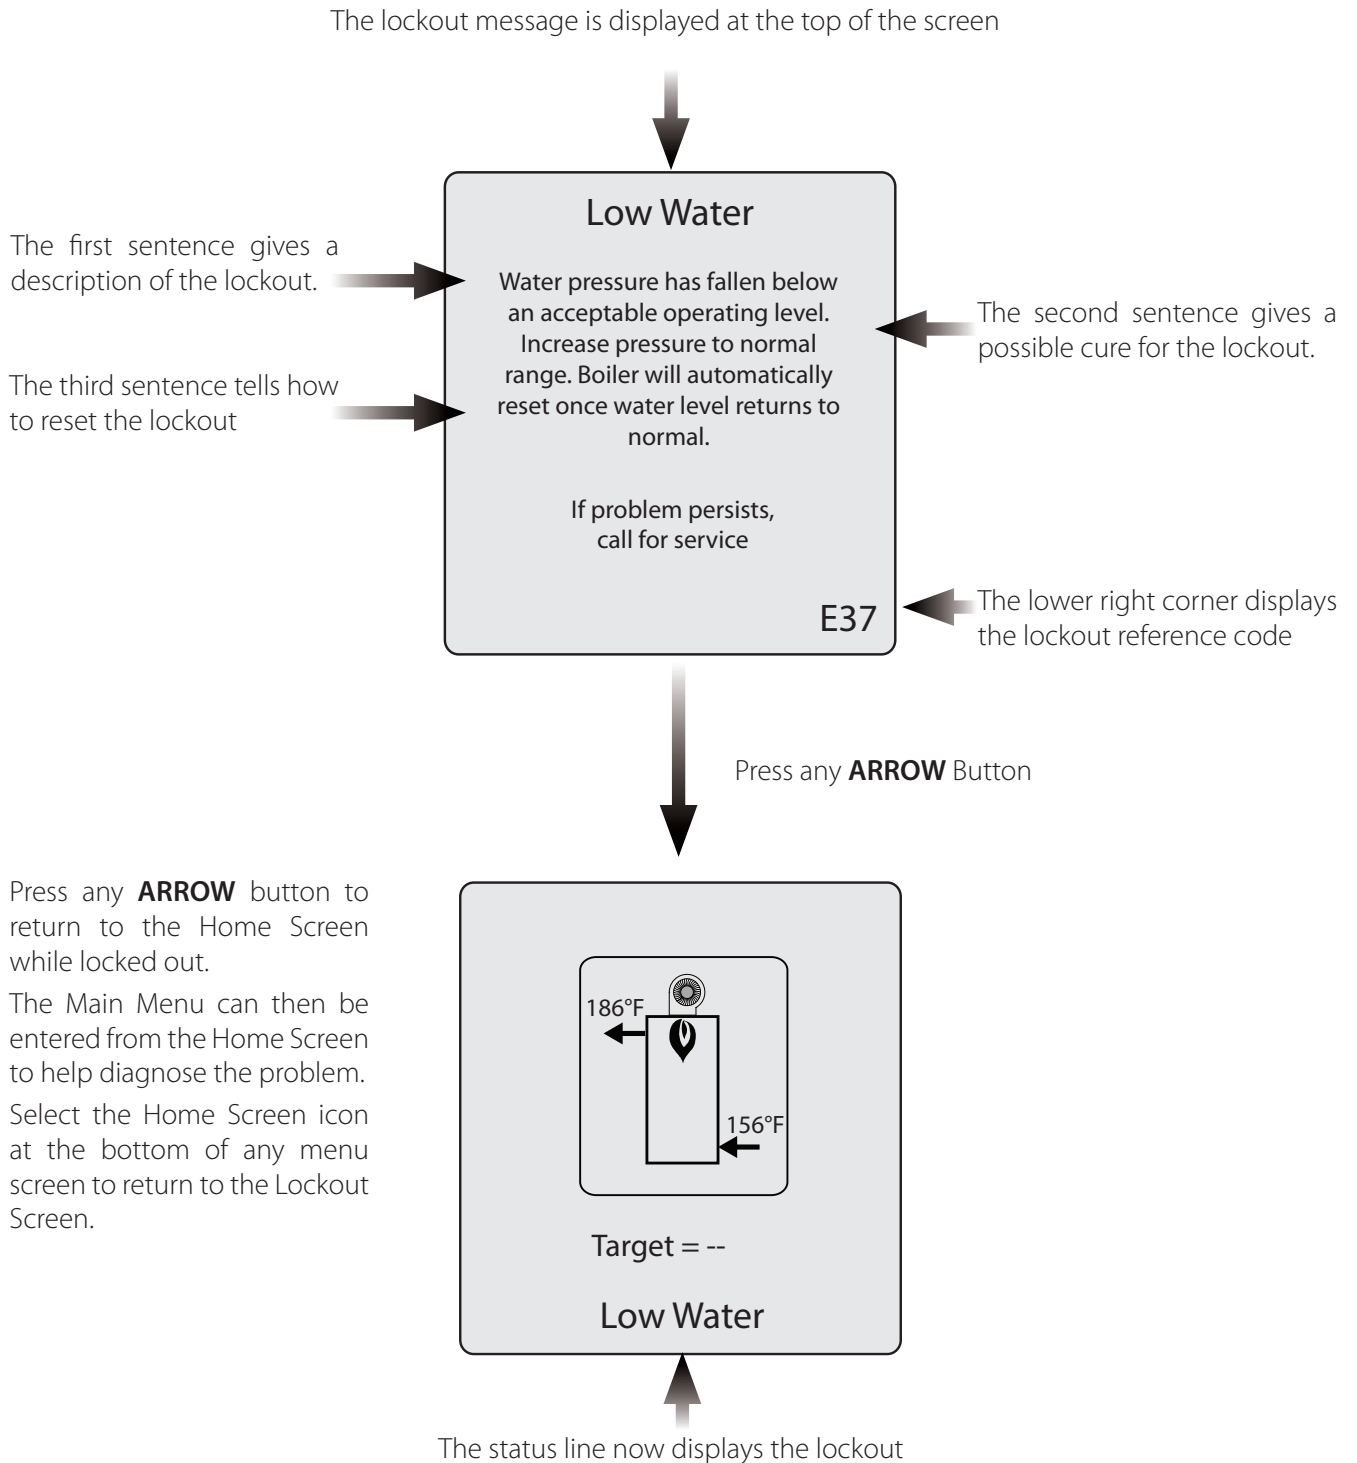 The lockout message is displayed at the top of the screen
Low Water
The first sentence gives a
description of the lockout.
Water pressure has fallen below
an acceptable operating level.
Increase pressure to normal
range. Boiler will automatically
reset once water level returns to
normal.
The second sentence gives a
possible cure for the lockout.
The third sentence tells how
to reset the lockout
If problem persists,
call for service
E37
The lower right corner displays
the lockout reference code
Press any ARROW Button
Press any ARROW button to
return to the Home Screen
while locked out.
The Main Menu can then be
entered from the Home Screen
to help diagnose the problem.
Select the Home Screen icon
at the bottom of any menu
screen to return to the Lockout
Screen.
186°F
156°F
Target = --
Low Water
The status line now displays the lockout